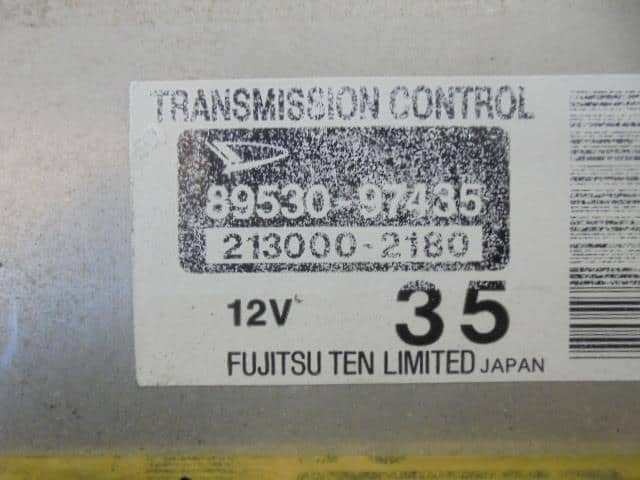 TRANSMISSION CONTROL
89530-97435
213000-2180
12V 35
FUJITSU TEN LIMITED JAPAN